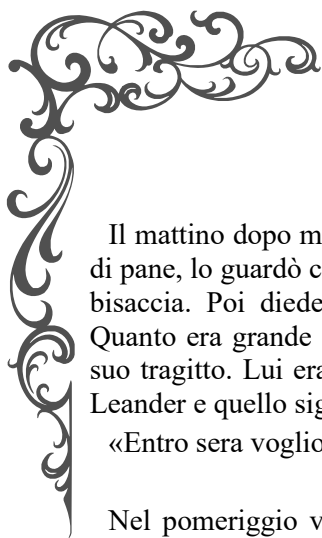 Il mattino dopo m
di pane, lo guardò c
bisaccia. Poi diede
Quanto era grande
suo tragitto. Lui era
Leander e quello sig
«Entro sera voglio
Nel pomeriggio v